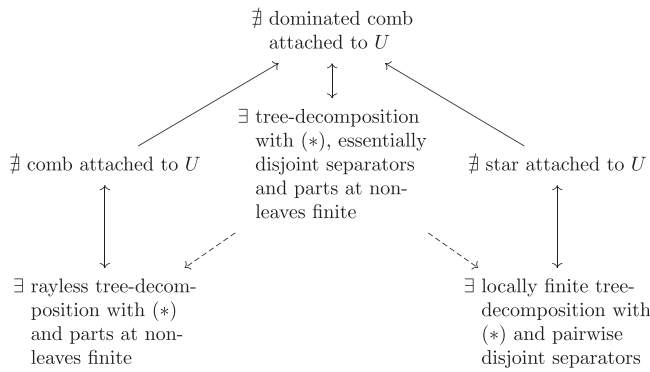 ∄ dominated comb
attached to U
∃ tree-decomposition
with (∗), essentially
disjoint separators
and parts at non-
leaves finite
∄ comb attached to U
∄ star attached to U
∃ rayless tree-decom-
position with (∗)
and parts at non-
leaves finite
∃ locally finite tree-
decomposition with
(∗) and pairwise
disjoint separators